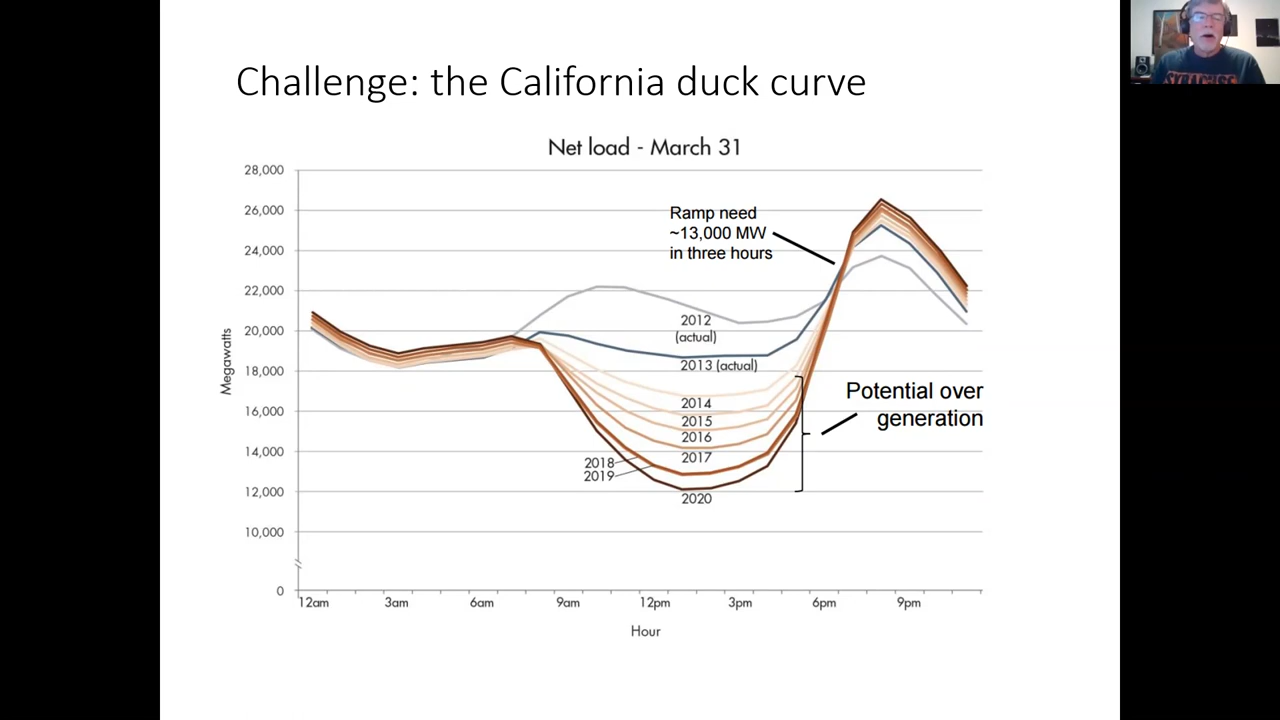 Challenge: the California duck curve
Net load - March 31
28,000
26,000
24,000
22,000
20,000
18,000
16,000
14,000
12,000
10,000
0
Megawatts
Ramp need
~13,000 MW
in three hours
2012
(actual)
2013 (actual)
2014
2015
2016
2017
2018
2019
2020
Potential over
generation
12am
3am
6am
9am
12pm
3pm
6pm
9pm
Hour
SYRACUSE